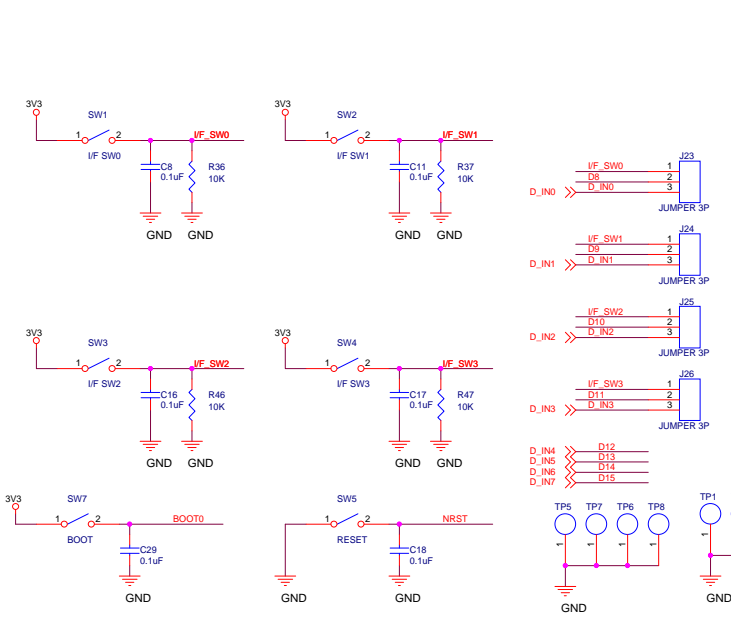 3V3
SW1
1
2
I/F_SW0
I/F SW0
C8
0.1uF
R36
10K
GND
GND
3V3
SW2
1
2
I/F_SW1
I/F SW1
C11
0.1uF
R37
10K
GND
GND
J23
I/F_SW0
1
D8
2
D_IN0
D_IN0
3
JUMPER 3P
J24
I/F_SW1
1
D9
2
D_IN1
D_IN1
3
JUMPER 3P
J25
I/F_SW2
1
D10
2
D_IN2
D_IN2
3
JUMPER 3P
J26
I/F_SW3
1
D11
2
D_IN3
D_IN3
3
JUMPER 3P
3V3
SW3
1
2
I/F_SW2
I/F SW2
C16
0.1uF
R46
10K
GND
GND
3V3
SW4
1
2
I/F_SW3
I/F SW3
C17
0.1uF
R47
10K
GND
GND
D_IN4
D12
D_IN5
D13
D_IN6
D14
D_IN7
D15
3V3
SW7
1
2
BOOT0
BOOT
C29
0.1uF
GND
SW5
1
2
NRST
RESET
C18
0.1uF
GND
GND
TP5
TP7
TP6
TP8
1
1
1
1
GND
TP1
1
GND